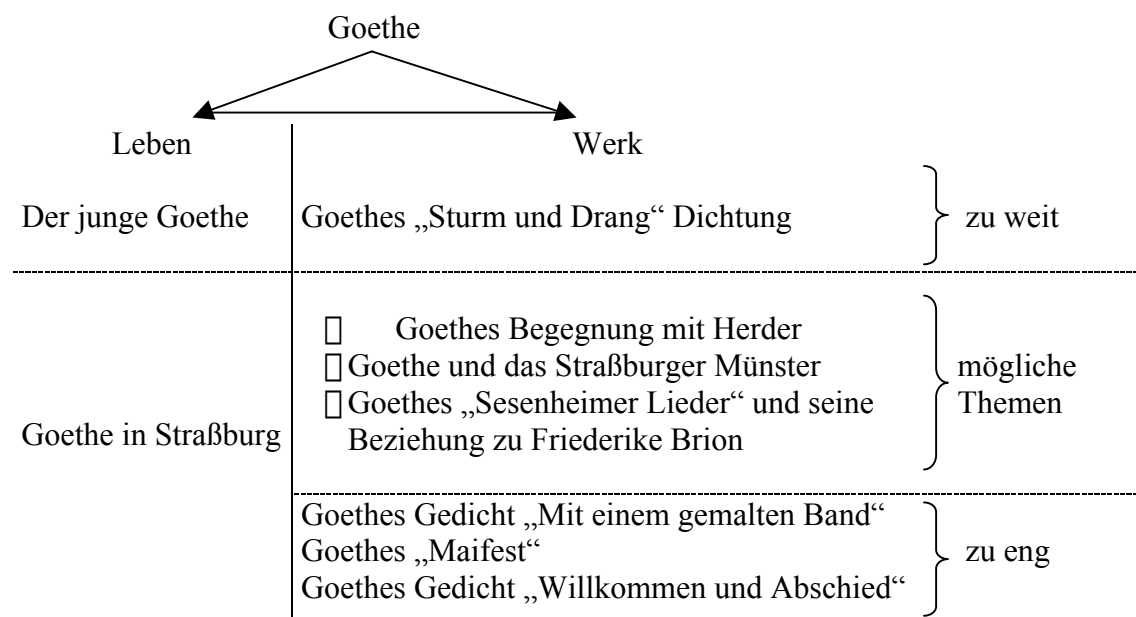 Goethe
Leben Werk
Der junge Goethe Goethes „Sturm und Drang“ Dichtung zu weit
Goethes Begegnung mit Herder
Goethe und das Straßburger Münster mögliche
Goethes „Sesenheimer Lieder“ und seine Themen
Goethe in Straßburg Beziehung zu Friederike Brion
Goethes Gedicht „Mit einem gemalten Band“
Goethes „Maifest“ zu eng
Goethes Gedicht „Willkommen und Abschied“